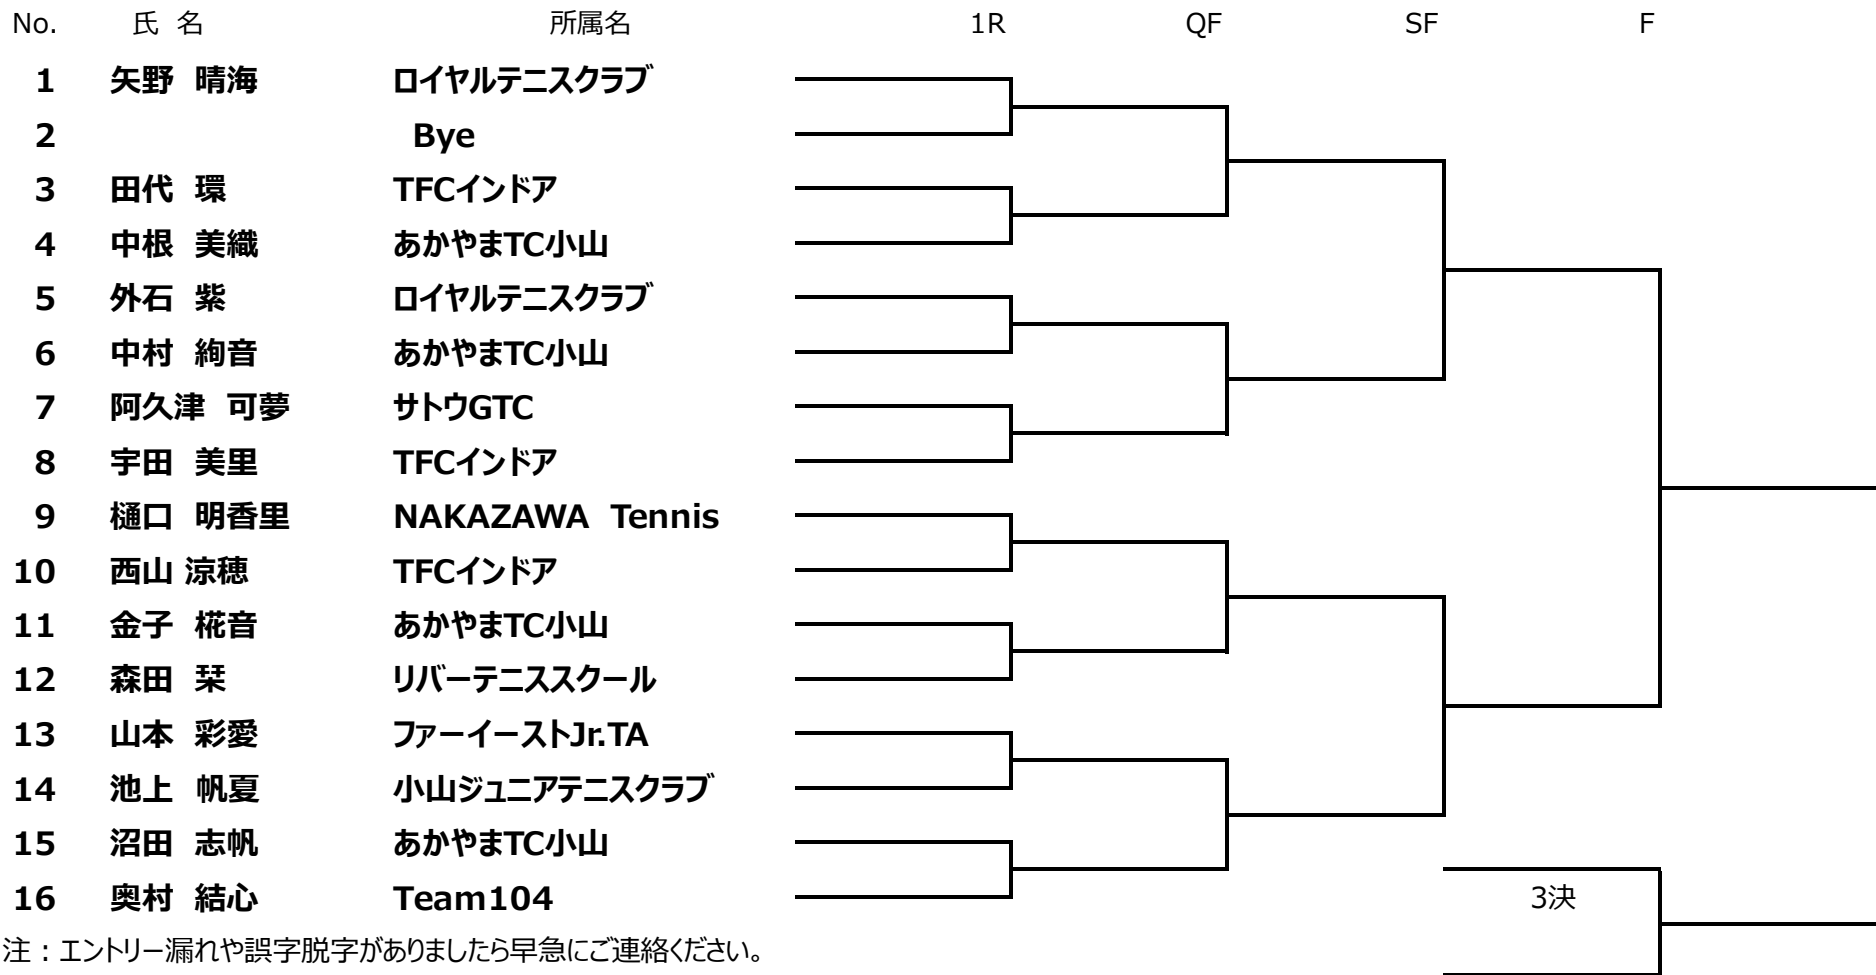 No. 氏 名 所属名 1R QF SF F
1 矢野 晴海 ロイヤルテニスクラブ
2 Bye
3 田代 環 TFCインドア
4 中根 美織 あかやまTC小山
5 外石 紫 ロイヤルテニスクラブ
6 中村 絢音 あかやまTC小山
7 阿久津 可夢 サトウGTC
8 宇田 美里 TFCインドア
9 樋口 明香里 NAKAZAWA Tennis
10 西山 涼穂 TFCインドア
11 金子 椛音 あかやまTC小山
12 森田 栞 リバーテニススクール
13 山本 彩愛 ファーイーストJr.TA
14 池上 帆夏 小山ジュニアテニスクラブ
15 沼田 志帆 あかやまTC小山
16 奥村 結心 Team104 3決
注：エントリー漏れや誤字脱字がありましたら早急にご連絡ください。